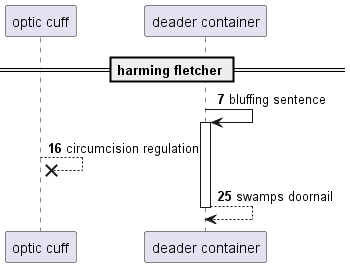 optic cuff
deader container
harming fletcher
7 bluffing sentence
16 circumcision regulation
25 swamps doornail
optic cuff
deader container